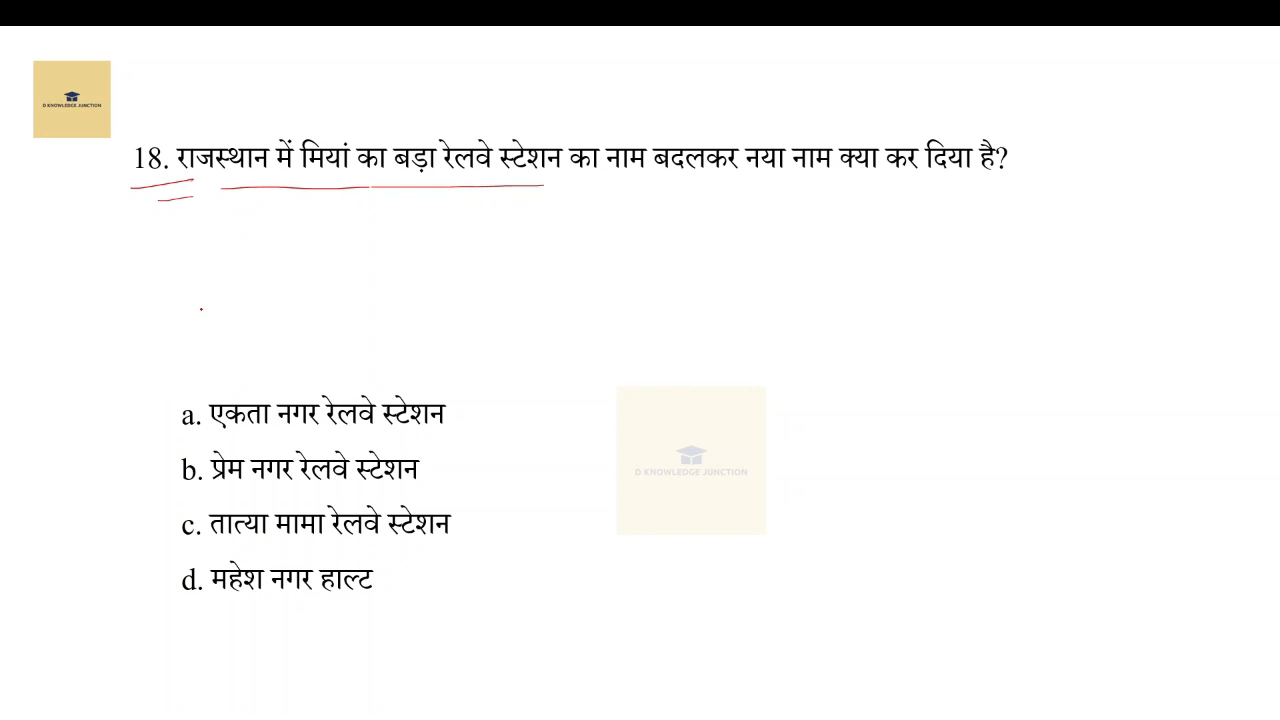 D KNOWLEDGE JUNCTION
18. राजस्थान में मियां का बड़ा रेलवे स्टेशन का नाम बदलकर नया नाम क्या कर दिया है?
a. एकता नगर रेलवे स्टेशन
b. प्रेम नगर रेलवे स्टेशन
D KNOWLEDGE JUNCTION
c. तात्या मामा रेलवे स्टेशन
d. महेश नगर हाल्ट